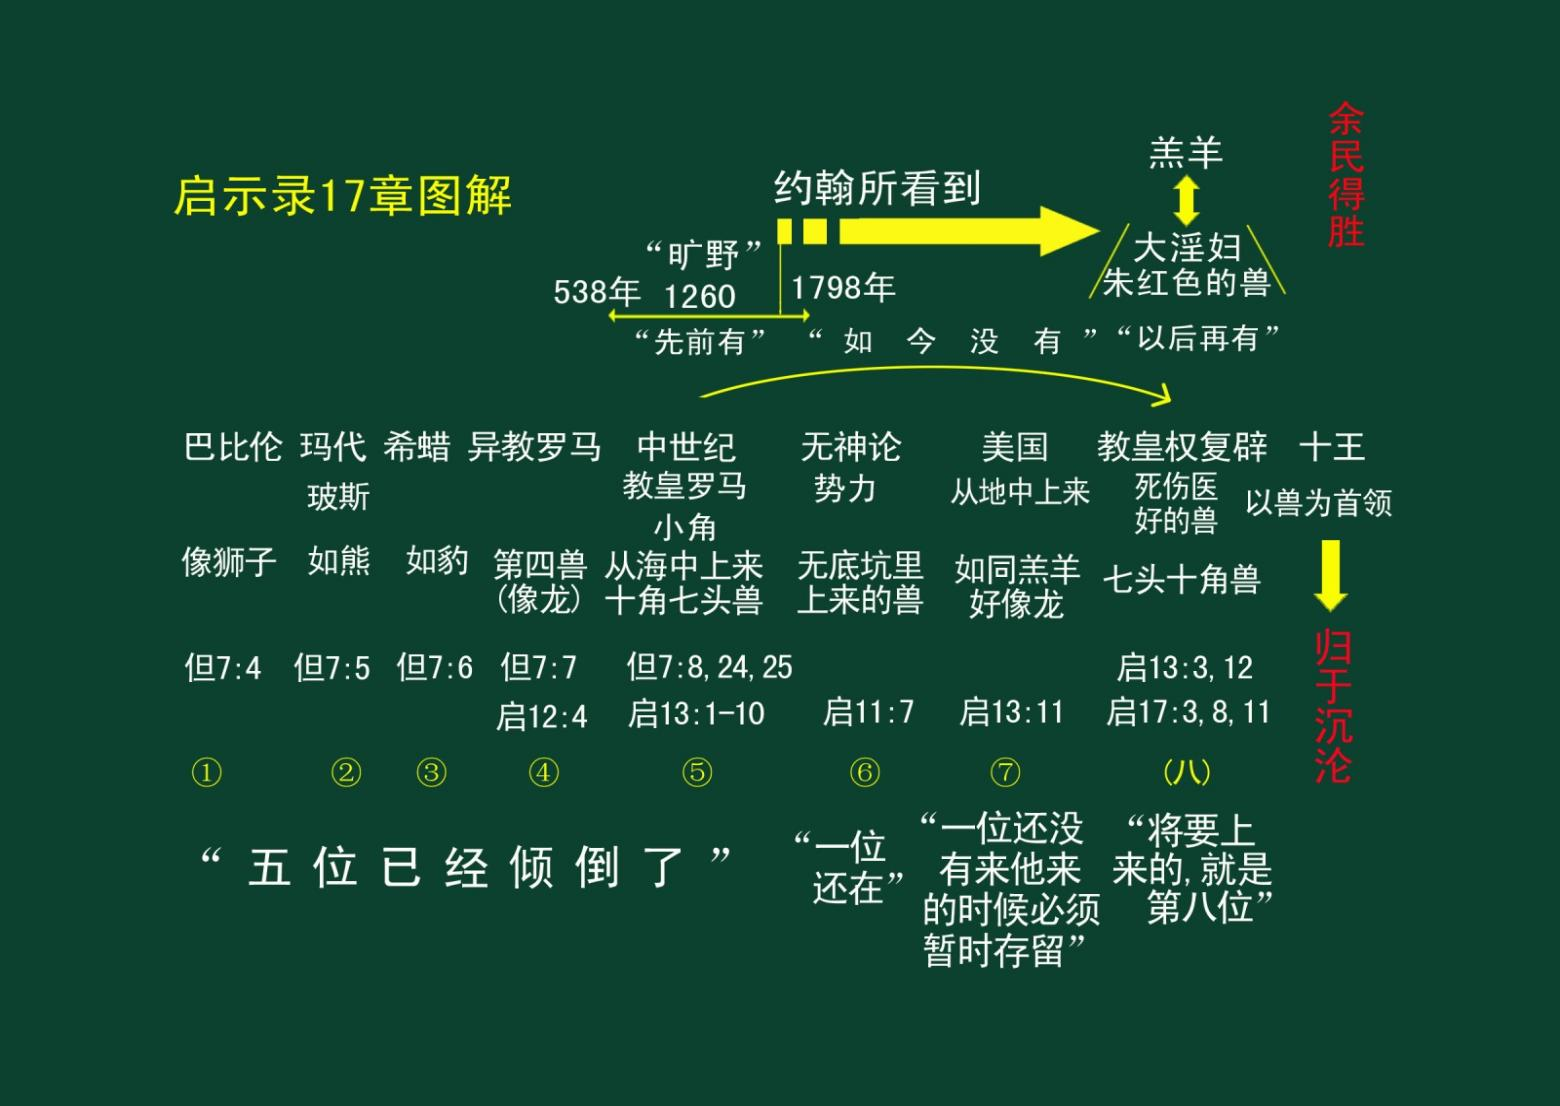 启示录17章图解
约翰所看到
羔羊
大淫妇
朱红色的兽
余民得胜
“旷野”
538年
1260
1798年
“先前有”
“如今没有”
“以后再有”
巴比伦
玛代
希蜡
异教罗马
中世纪
无神论
美国
教皇权复辟
十王
玻斯
教皇罗马
势力
从地中上来
死伤医
好的兽
以兽为首领
小角
像狮子
如熊
如豹
第四兽
(像龙)
从海中上来
十角七头兽
无底坑里
上来的兽
如同羔羊
好像龙
七头十角兽
归于沉沦
但7:4
但7:5
但7:6
但7:7
但7:8,24,25
启13:3,12
启12:4
启13:1-10
启11:7
启13:11
启17:3,8,11
①
②
③
④
⑤
⑥
⑦
(八)
“五位已经倾倒了”
“一位
还在”
“一位还没
有来他来
的时候必须
暂时存留”
“将要上
来的,就是
第八位”